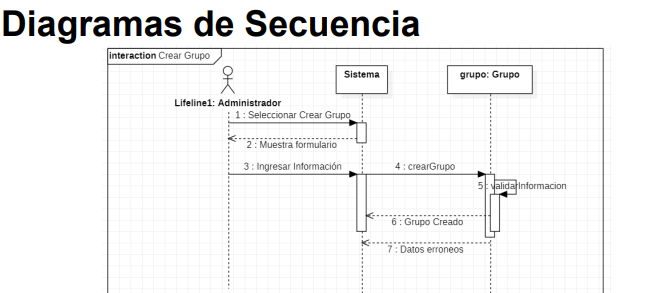 Diagramas de Secuencia
interaction Crear Grupo
Sistema
grupo: Grupo
Lifeline1: Administrador
1 : Seleccionar Crear Grupo
2 : Muestra formulario
3 : Ingresar Información
4 : crearGrupo
5 : validarInformacion
6 : Grupo Creado
7 : Datos erroneos